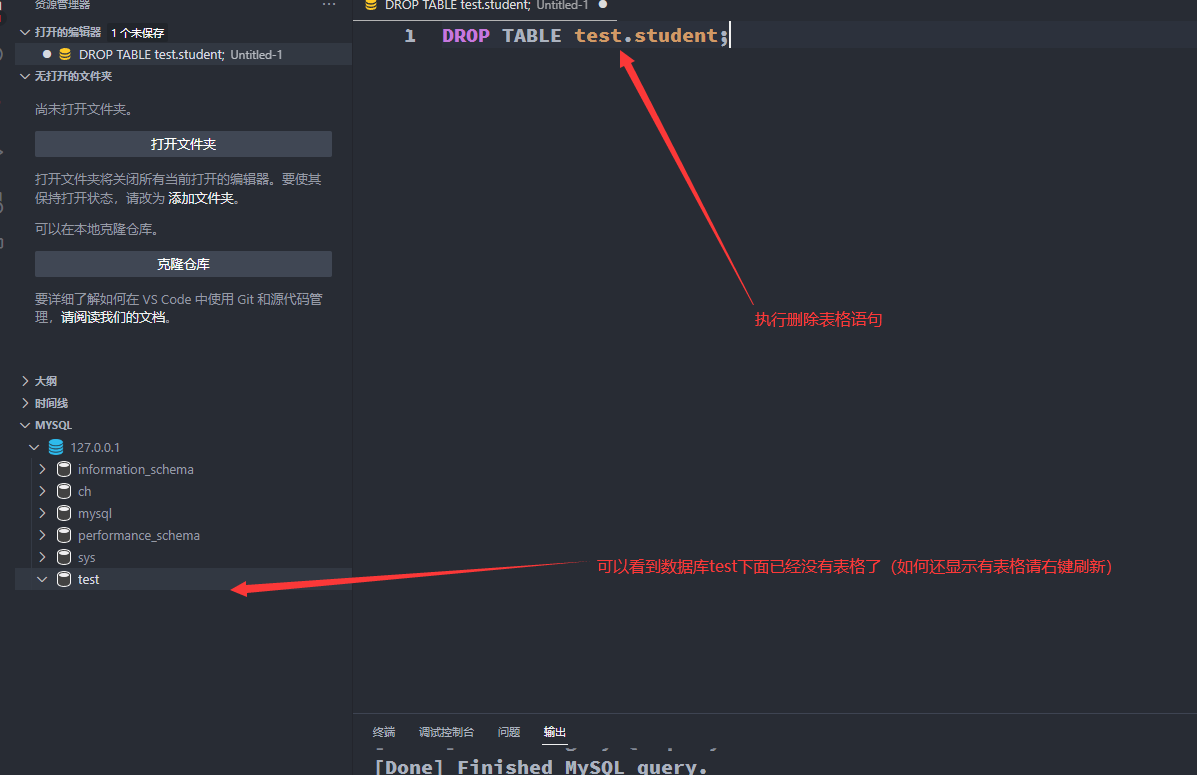 资源管理器
···
DROP TABLE test.student; Untitled-1 ●
打开的编辑器 1 个未保存
● DROP TABLE test.student; Untitled-1
1 DROP TABLE test.student;
无打开的文件夹
尚未打开文件夹。
打开文件夹
打开文件夹将关闭所有当前打开的编辑器。要使其
保持打开状态，请改为 添加文件夹。
可以在本地克隆仓库。
克隆仓库
要详细了解如何在 VS Code 中使用 Git 和源代码管
理，请阅读我们的文档。
执行删除表格语句
大纲
时间线
MYSQL
127.0.0.1
information_schema
ch
mysql
performance_schema
sys
test
可以看到数据库test下面已经没有表格了（如何还显示有表格请右键刷新）
终端 调试控制台 问题 输出
[Done] Finished MySQL query.